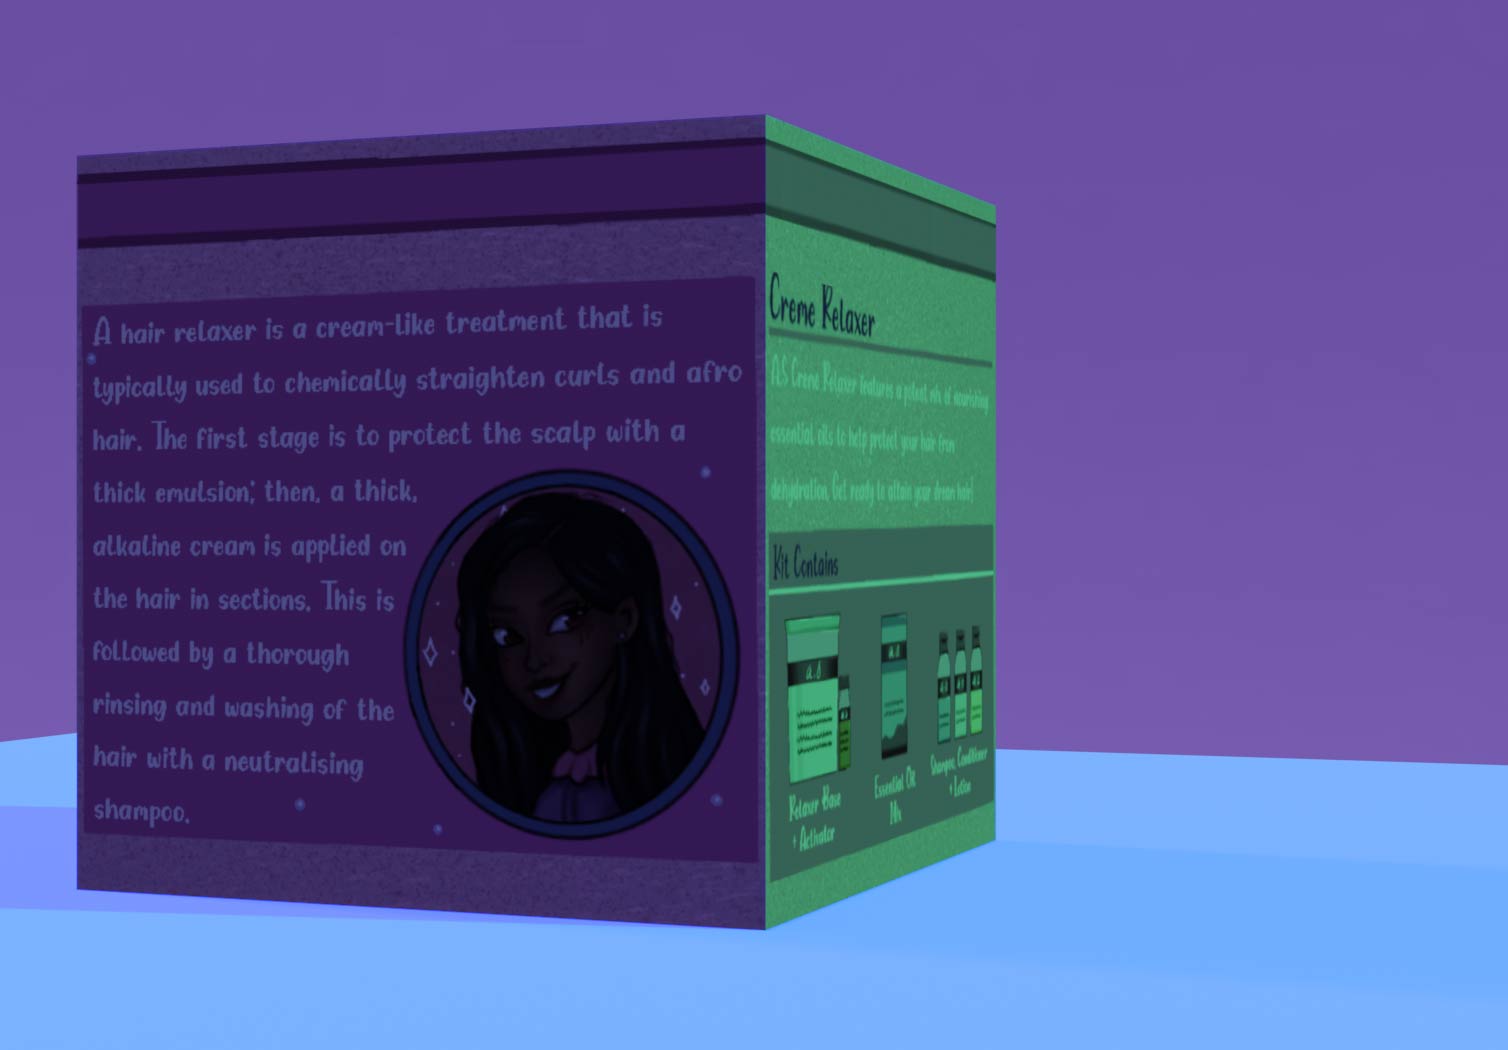 A hair relaxer is a cream-like treatment that is
typically used to chemically straighten curls and afro
hair. The first stage is to protect the scalp with a
thick emulsion; then, a thick,
alkaline cream is applied on
the hair in sections. This is
followed by a thorough
rinsing and washing of the
hair with a neutralising
shampoo.
Creme Relaxer
A.S Creme Relaxer features a potent mix of nourishing
essential oils to help protect your hair from
dehydration. Get ready to attain your dream hair!
Kit Contains
a.s
a.s
Relaxer Base
+ Activator
Essential Oil
Mix
Shampoo, Conditioner
+ Lotion